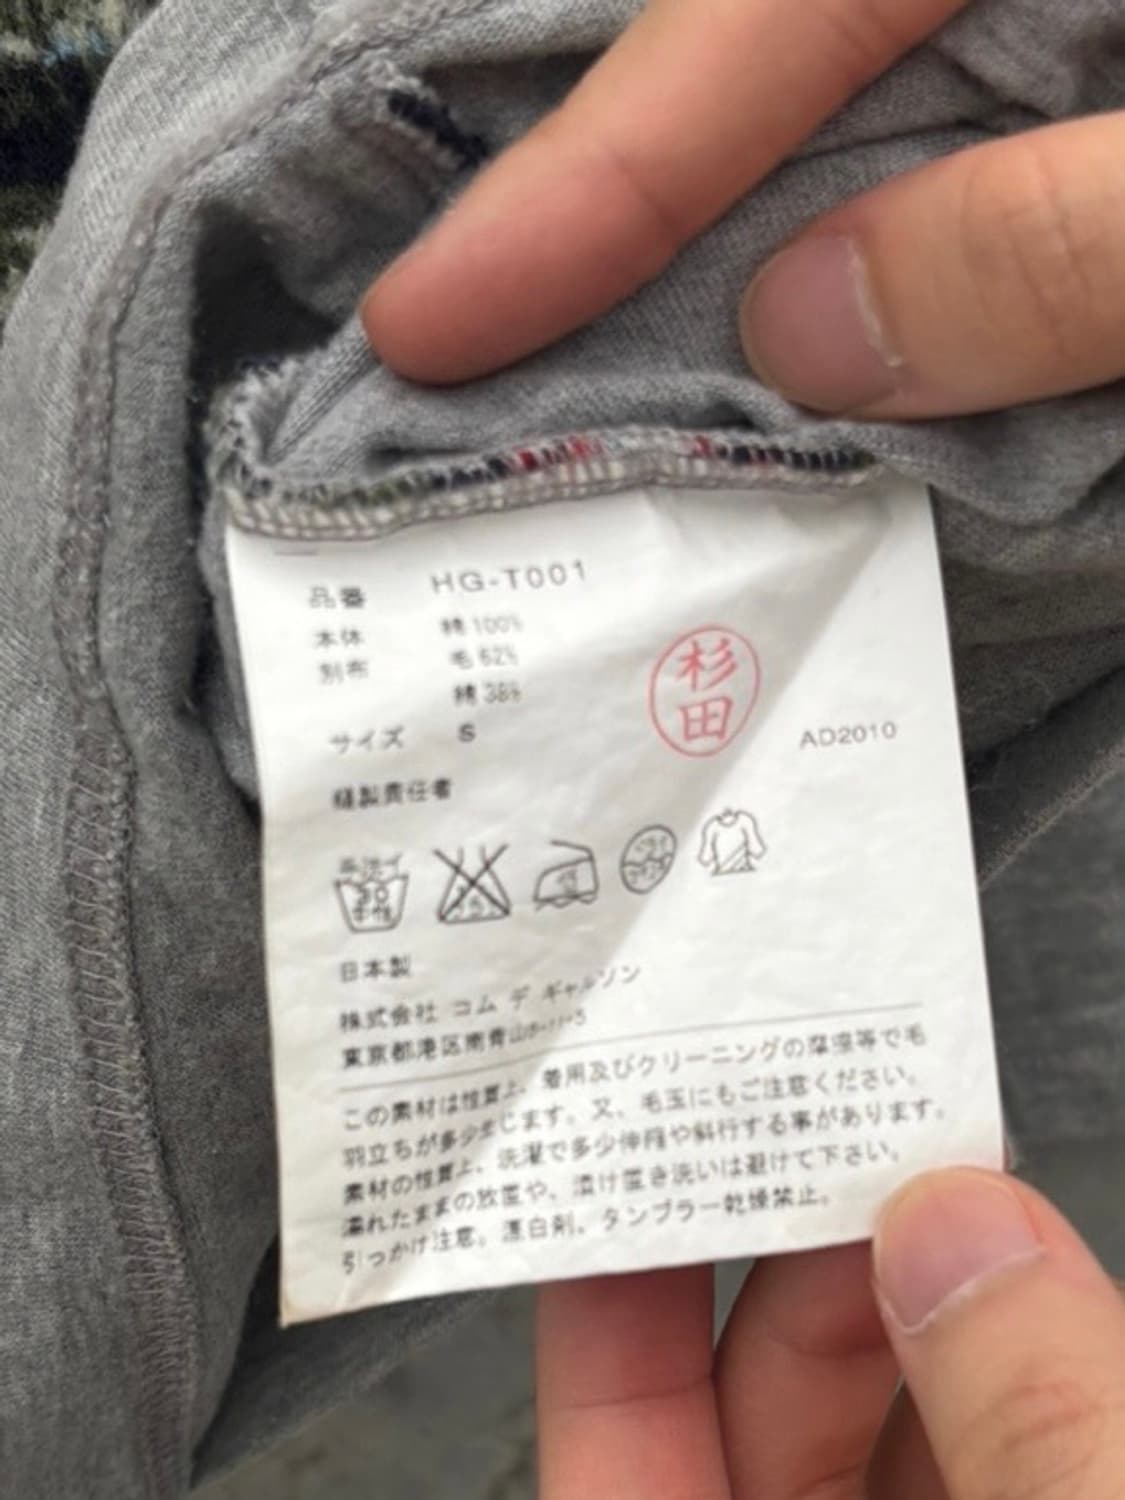 品番 HG-T001
本体 綿 100%
別布 毛 62%
綿 38%
サイズ S
杉田
AD2010
縫製責任者
日本製
株式会社 コム デ ギャルソン
東京都港区南青山5-11-5
この素材は性質上、着用及びクリーニングの摩擦等で毛
羽立ちが多少生じます。又、毛玉にもご注意ください。
素材の性質上、洗濯で多少伸縮や斜行する事があります。
濡れたままの放置や、漬け置き洗いは避けて下さい。
引っかけ注意。漂白剤、タンブラー乾燥禁止。